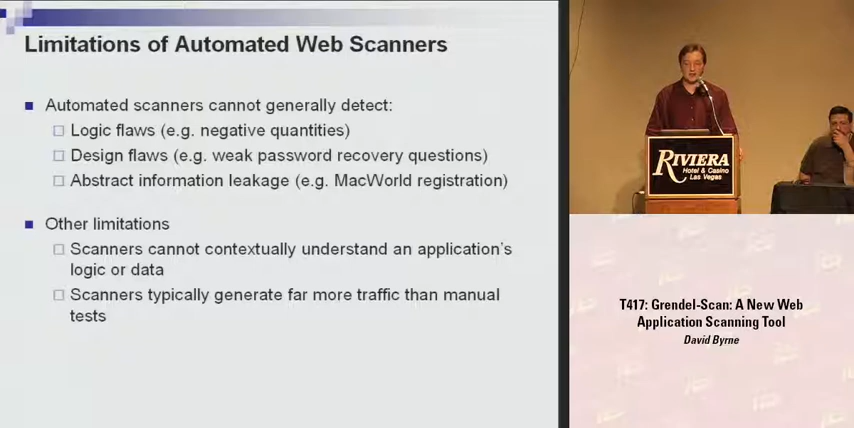 Limitations of Automated Web Scanners
Automated scanners cannot generally detect:
Logic flaws (e.g. negative quantities)
Design flaws (e.g. weak password recovery questions)
Abstract information leakage (e.g. MacWorld registration)
Other limitations
Scanners cannot contextually understand an application's
logic or data
Scanners typically generate far more traffic than manual
tests
RIVIERA
Hotel & Casino
Las Vegas
T417: Grendel-Scan: A New Web
Application Scanning Tool
David Byrne